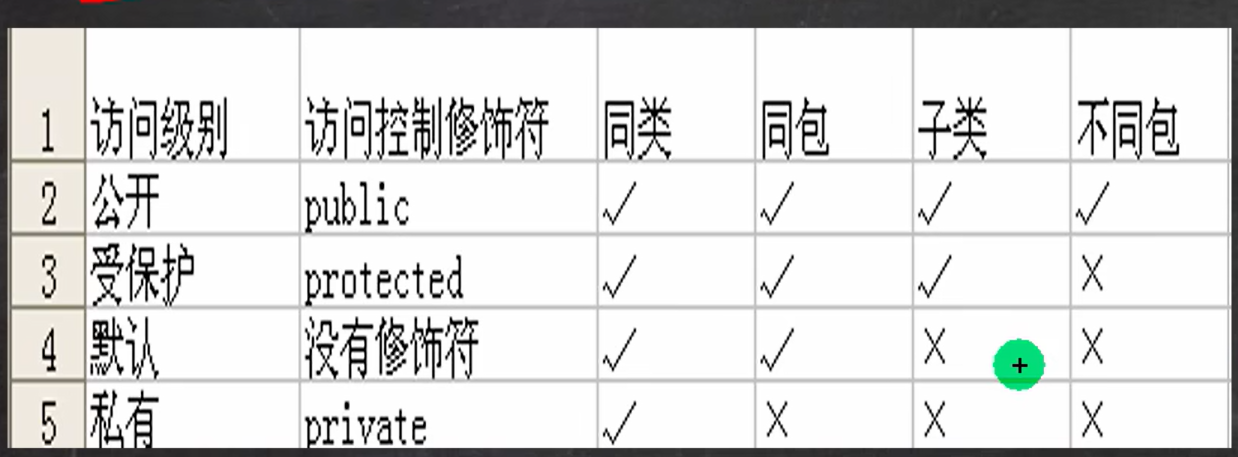 1 访问级别 访问控制修饰符 同类 同包 子类 不同包
2 公开 public √ √ √ √
3 受保护 protected √ √ √ X
4 默认 没有修饰符 √ √ X X
5 私有 private √ X X X